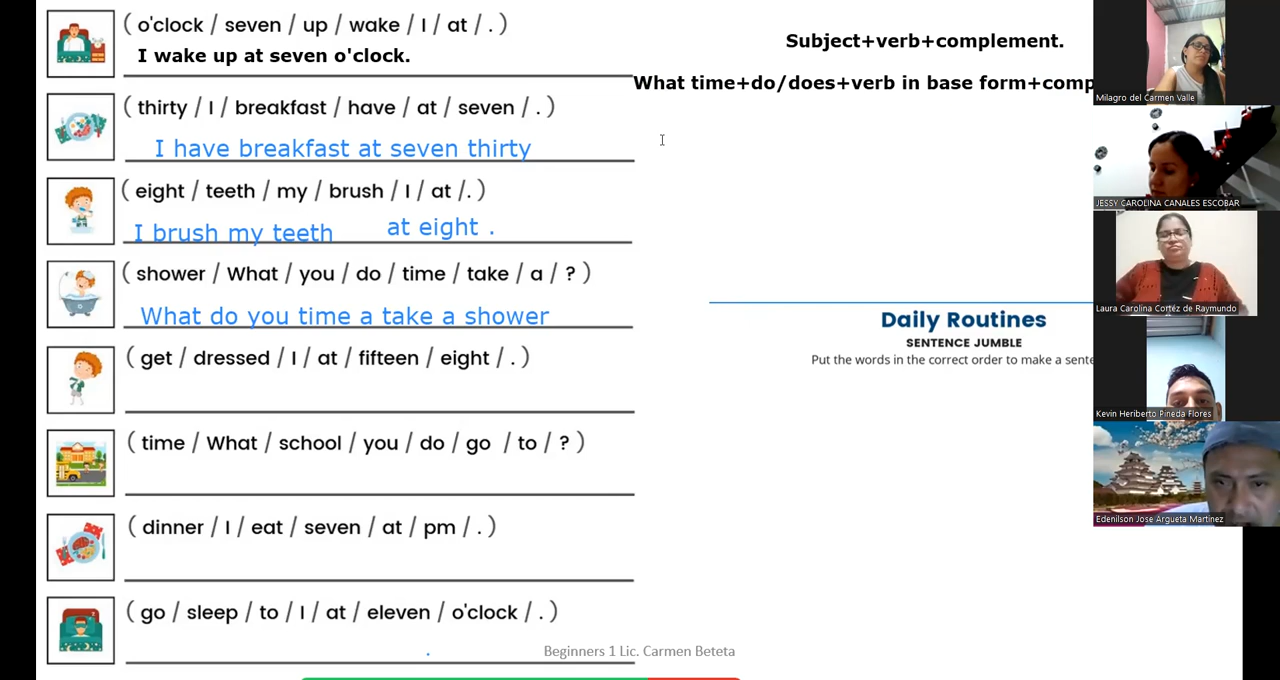 ( o'clock / seven / up / wake / I / at / . )
I wake up at seven o'clock.
( thirty / I / breakfast / have / at / seven / . )
I have breakfast at seven thirty
( eight / teeth / my / brush / I / at /. )
I brush my teeth at eight .
( shower / What / you / do / time / take / a / ? )
What do you time a take a shower
( get / dressed / I / at / fifteen / eight / . )
( time / What / school / you / do / go / to / ? )
( dinner / I / eat / seven / at / pm / . )
( go / sleep / to / I / at / eleven / o'clock / . )
Beginners 1 Lic. Carmen Beteta
Subject+verb+complement.
What time+do/does+verb in base form+comp
Daily Routines
SENTENCE JUMBLE
Put the words in the correct order to make a sente
Milagro del Carmen Valle
JESSY CAROLINA CANALES ESCOBAR
Laura Carolina Cortéz de Raymundo
Kevin Heriberto Pineda Flores
Edenilson Jose Argueta Martinez